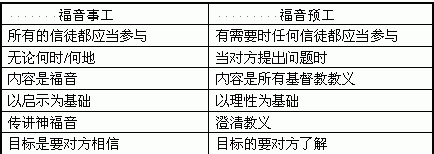 福音事工 福音预工
所有的信徒都应当参与 有需要时任何信徒都应当参与
无论何时/何地 当对方提出问题时
内容是福音 内容是所有基督教教义
以启示为基础 以理性为基础
传讲神福音 澄清教义
目标是要对方相信 目标的要对方了解